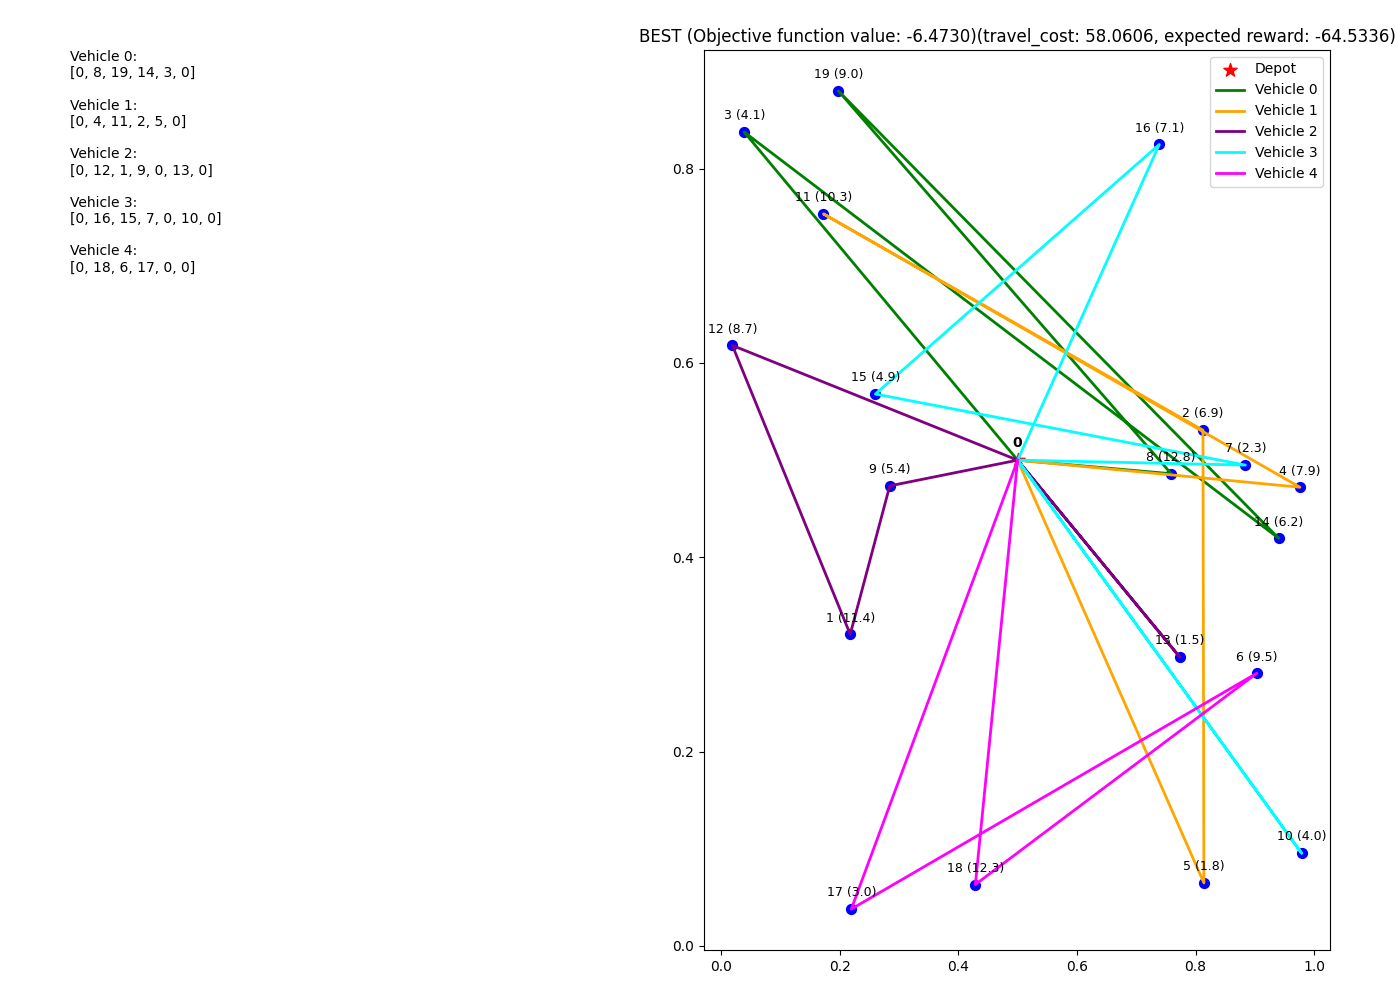 BEST (Objective function value: -6.4730)(travel_cost: 58.0606, expected reward: -64.5336)
Vehicle 0:
[0, 8, 19, 14, 3, 0]
Vehicle 1:
[0, 4, 11, 2, 5, 0]
Vehicle 2:
[0, 12, 1, 9, 0, 13, 0]
Vehicle 3:
[0, 16, 15, 7, 0, 10, 0]
Vehicle 4:
[0, 18, 6, 17, 0, 0]
Depot
Vehicle 0
Vehicle 1
Vehicle 2
Vehicle 3
Vehicle 4
19 (9.0)
3 (4.1)
16 (7.1)
11 (10.3)
12 (8.7)
15 (4.9)
2 (6.9)
0
7 (2.3)
8 (12.8)
9 (5.4)
4 (7.9)
14 (6.2)
1 (11.4)
13 (1.5)
6 (9.5)
10 (4.0)
5 (1.8)
18 (12.3)
17 (3.0)
0.8
0.6
0.4
0.2
0.0
0.0 0.2 0.4 0.6 0.8 1.0